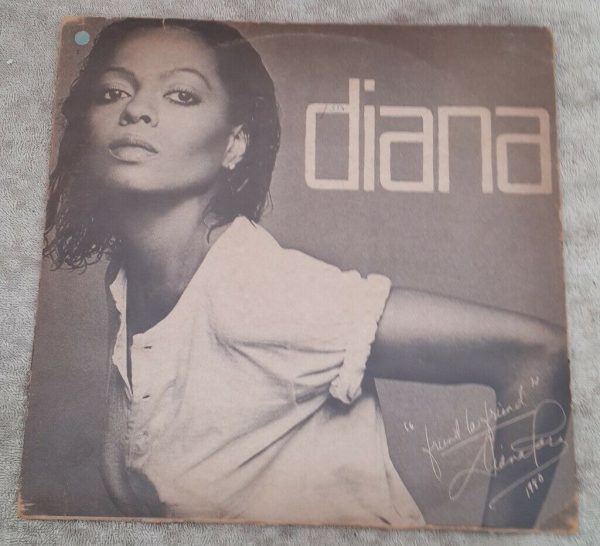 diana
"friend to friend"
Diana Ross
1980